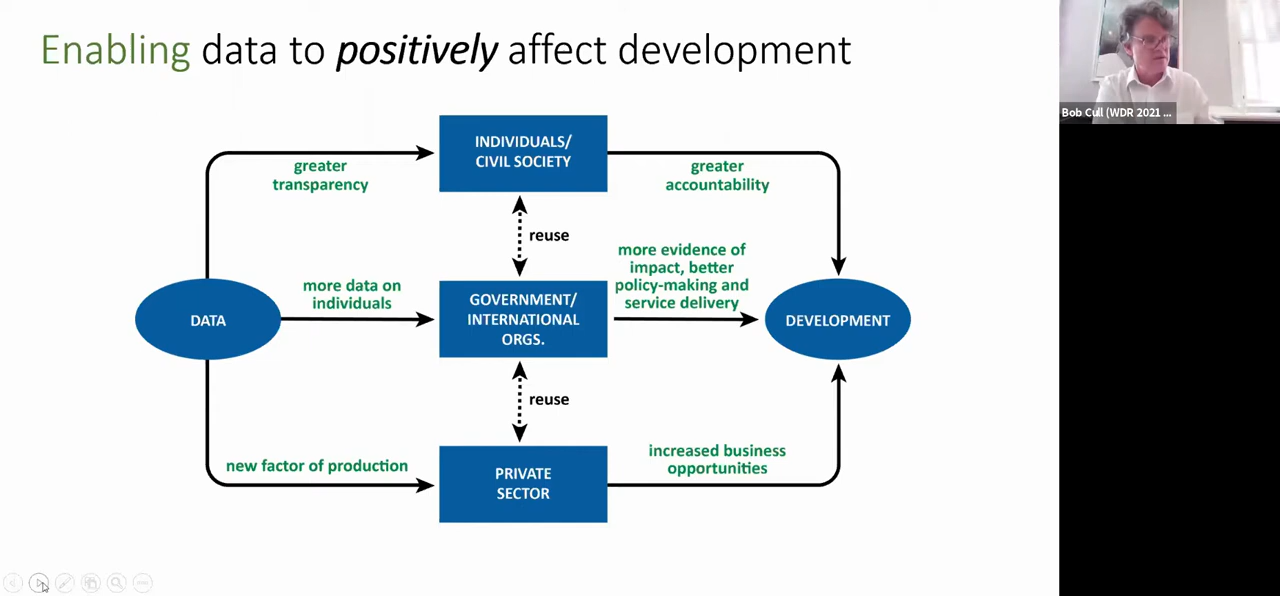 Enabling data to positively affect development
Bob Cull (WDR 2021 ...
INDIVIDUALS/
CIVIL SOCIETY
greater
transparency
greater
accountability
reuse
more data on
individuals
GOVERNMENT/
INTERNATIONAL
ORGS.
more evidence of
impact, better
policy-making and
service delivery
DATA
DEVELOPMENT
reuse
new factor of production
PRIVATE
SECTOR
increased business
opportunities